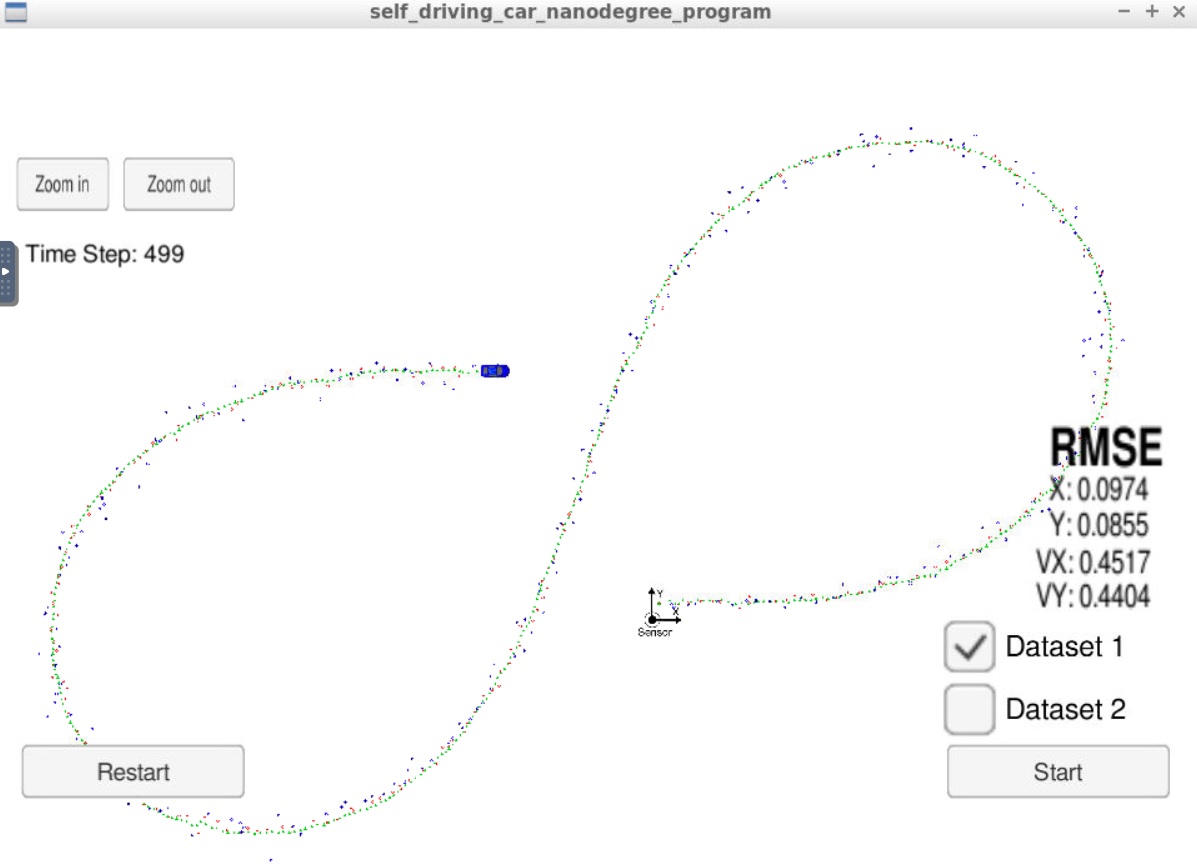 self_driving_car_nanodegree_program
Zoom in
Zoom out
Time Step: 499
RMSE
X: 0.0974
Y: 0.0855
VX: 0.4517
VY: 0.4404
Y
X
Sensor
Dataset 1
Dataset 2
Restart
Start